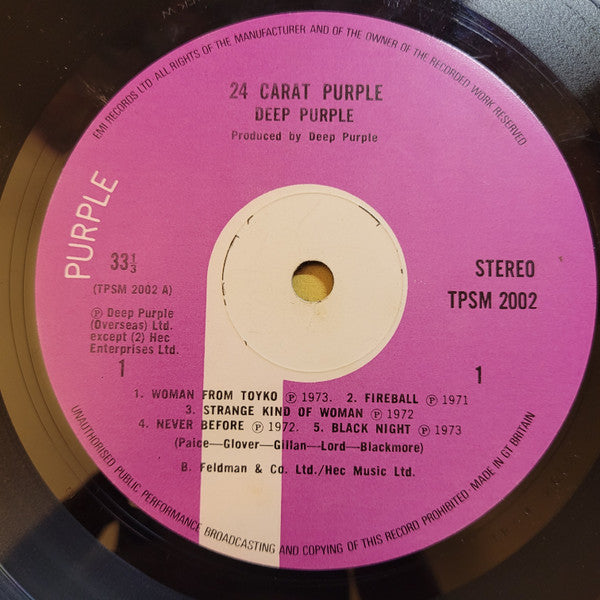 EMI RECORDS LTD ALL RIGHTS OF THE MANUFACTURER AND OF THE OWNER OF THE RECORDED WORK RESERVED
24 CARAT PURPLE
DEEP PURPLE
Produced by Deep Purple
PURPLE
33⅓
(TPSM 2002 A)
STEREO
TPSM 2002
Ⓟ Deep Purple
(Overseas) Ltd.
except (2) Hec
Enterprises Ltd.
1
1
1. WOMAN FROM TOYKO Ⓟ 1973. 2. FIREBALL Ⓟ 1971
3. STRANGE KIND OF WOMAN Ⓟ 1972
4. NEVER BEFORE Ⓟ 1972. 5. BLACK NIGHT Ⓟ 1973
(Paice—Glover—Gillan—Lord—Blackmore)
B. Feldman & Co. Ltd./Hec Music Ltd.
UNAUTHORISED PUBLIC PERFORMANCE BROADCASTING AND COPYING OF THIS RECORD PROHIBITED · MADE IN GT BRITAIN